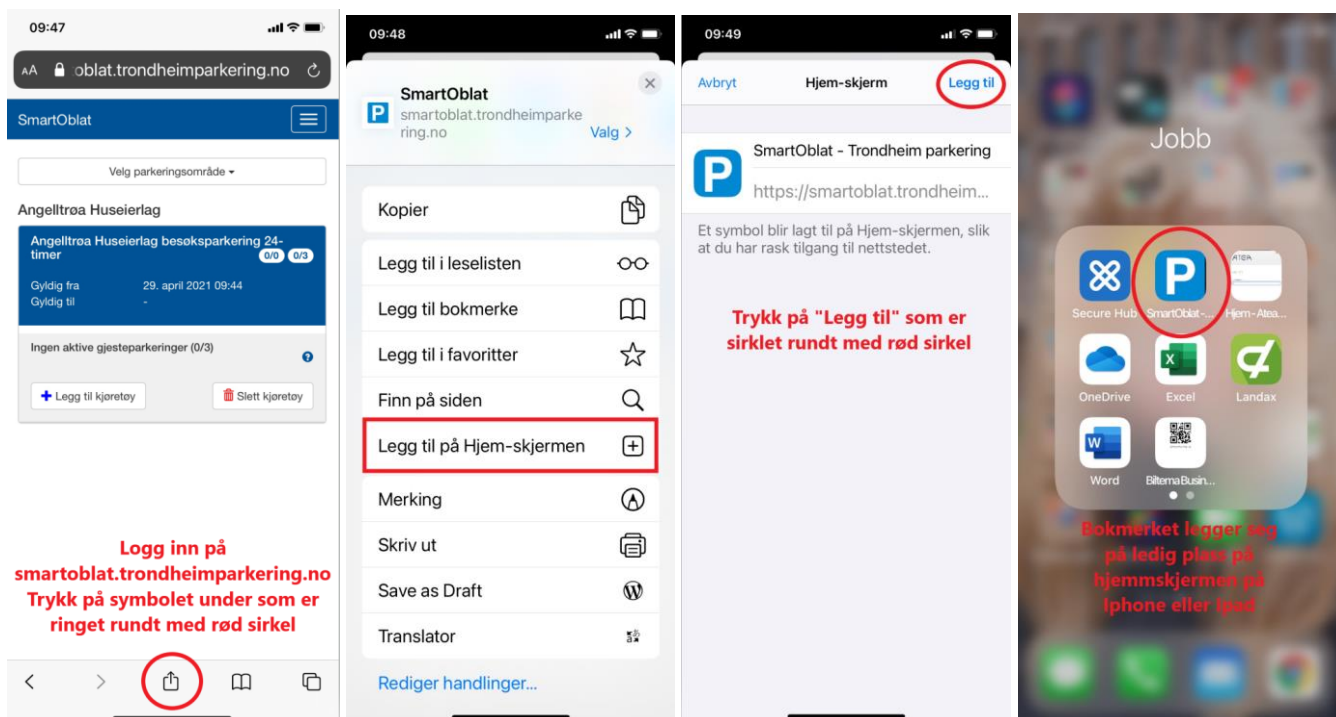 09:47
AA oblat.trondheimparkering.no
SmartOblat
Velg parkeringsområde
Angelltrøa Huseierlag
Angelltrøa Huseierlag besøksparkering 24-
timer 0/0 0/3
Gyldig fra 29. april 2021 09:44
Gyldig til -
Ingen aktive gjesteparkeringer (0/3) ?
+ Legg til kjøretøy Slett kjøretøy
Logg inn på
smartoblat.trondheimparkering.no
Trykk på symbolet under som er
ringet rundt med rød sirkel
09:48
SmartOblat
P smartoblat.trondheimparke
ring.no Valg >
Kopier
Legg til i leselisten
Legg til bokmerke
Legg til i favoritter
Finn på siden
Legg til på Hjem-skjermen
Merking
Skriv ut
Save as Draft
Translator
Rediger handlinger...
09:49
Avbryt Hjem-skjerm Legg til
P SmartOblat - Trondheim parkering
https://smartoblat.trondheim...
Et symbol blir lagt til på Hjem-skjermen, slik
at du har rask tilgang til nettstedet.
Trykk på "Legg til" som er
sirklet rundt med rød sirkel
Jobb
P
ATEA
Secure Hub SmartOblat -... Hjem - Atea...
OneDrive Excel Landax
Word Biltema Busin...
Bokmerket legger seg
på ledig plass på
hjemmskjermen på
Iphone eller Ipad